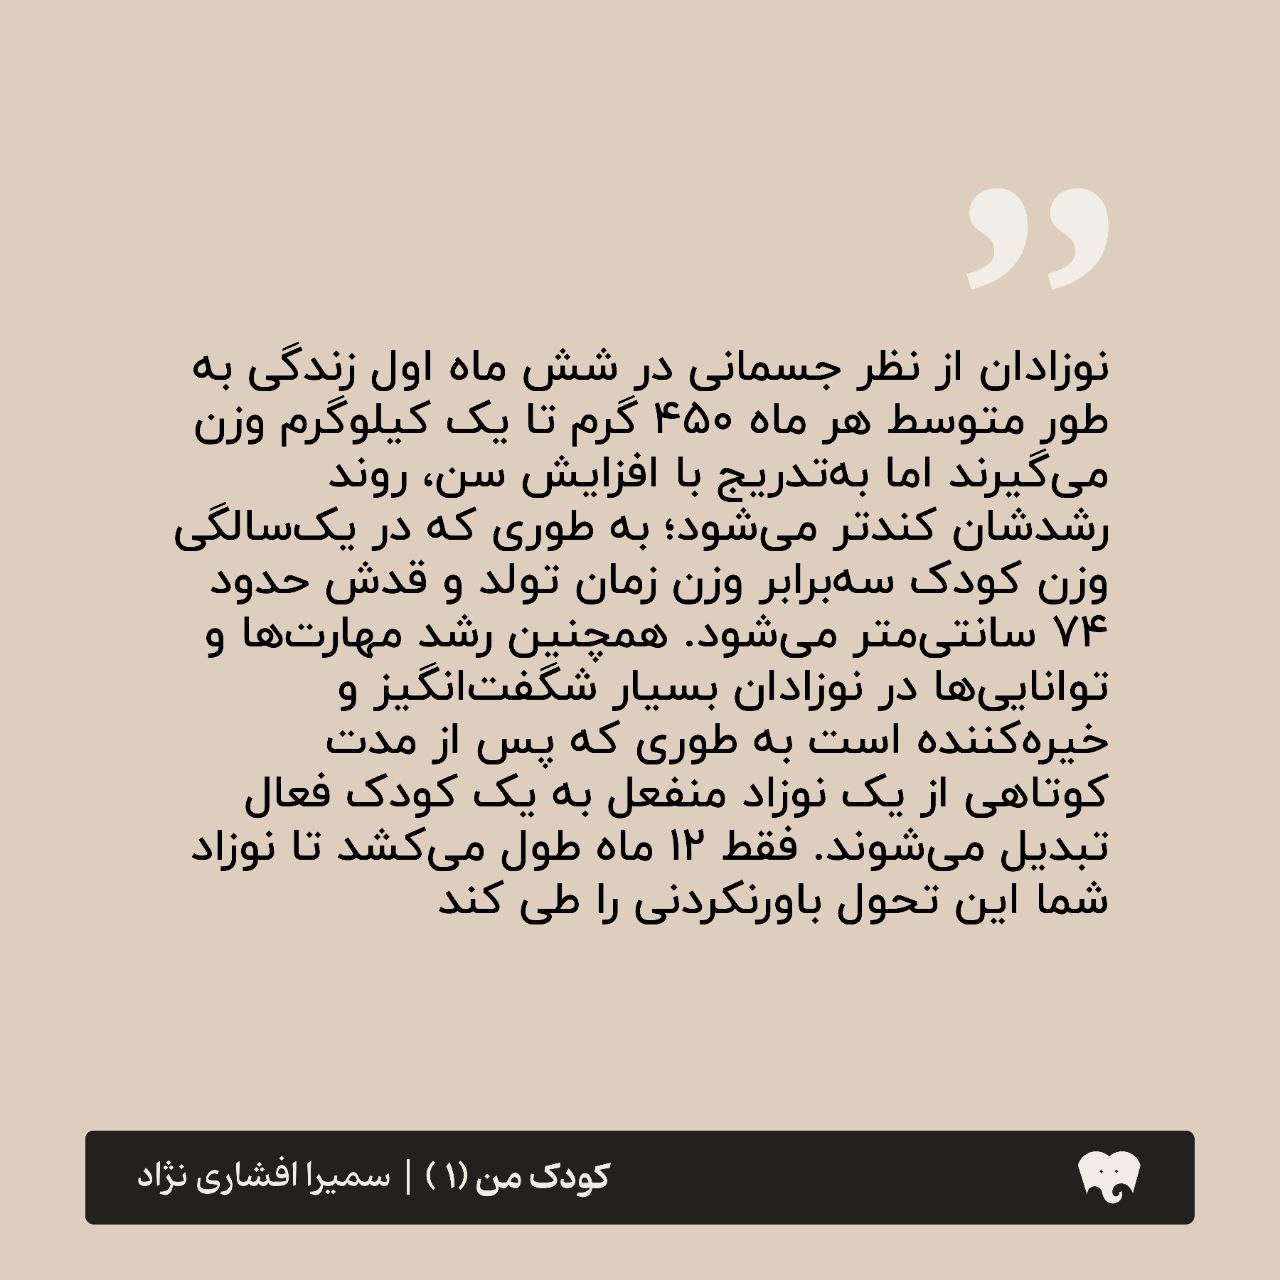 ”
نوزادان از نظر جسمانی در شش ماه اول زندگی به
طور متوسط هر ماه ۴۵۰ گرم تا یک کیلوگرم وزن
می‌گیرند اما به‌تدریج با افزایش سن، روند
رشدشان کندتر می‌شود؛ به طوری که در یک‌سالگی
وزن کودک سه‌برابر وزن زمان تولد و قدش حدود
۷۴ سانتی‌متر می‌شود. همچنین رشد مهارت‌ها و
توانایی‌ها در نوزادان بسیار شگفت‌انگیز و
خیره‌کننده است به طوری که پس از مدت
کوتاهی از یک نوزاد منفعل به یک کودک فعال
تبدیل می‌شوند. فقط ۱۲ ماه طول می‌کشد تا نوزاد
شما این تحول باورنکردنی را طی کند
کودک من (۱ ) | سمیرا افشاری نژاد